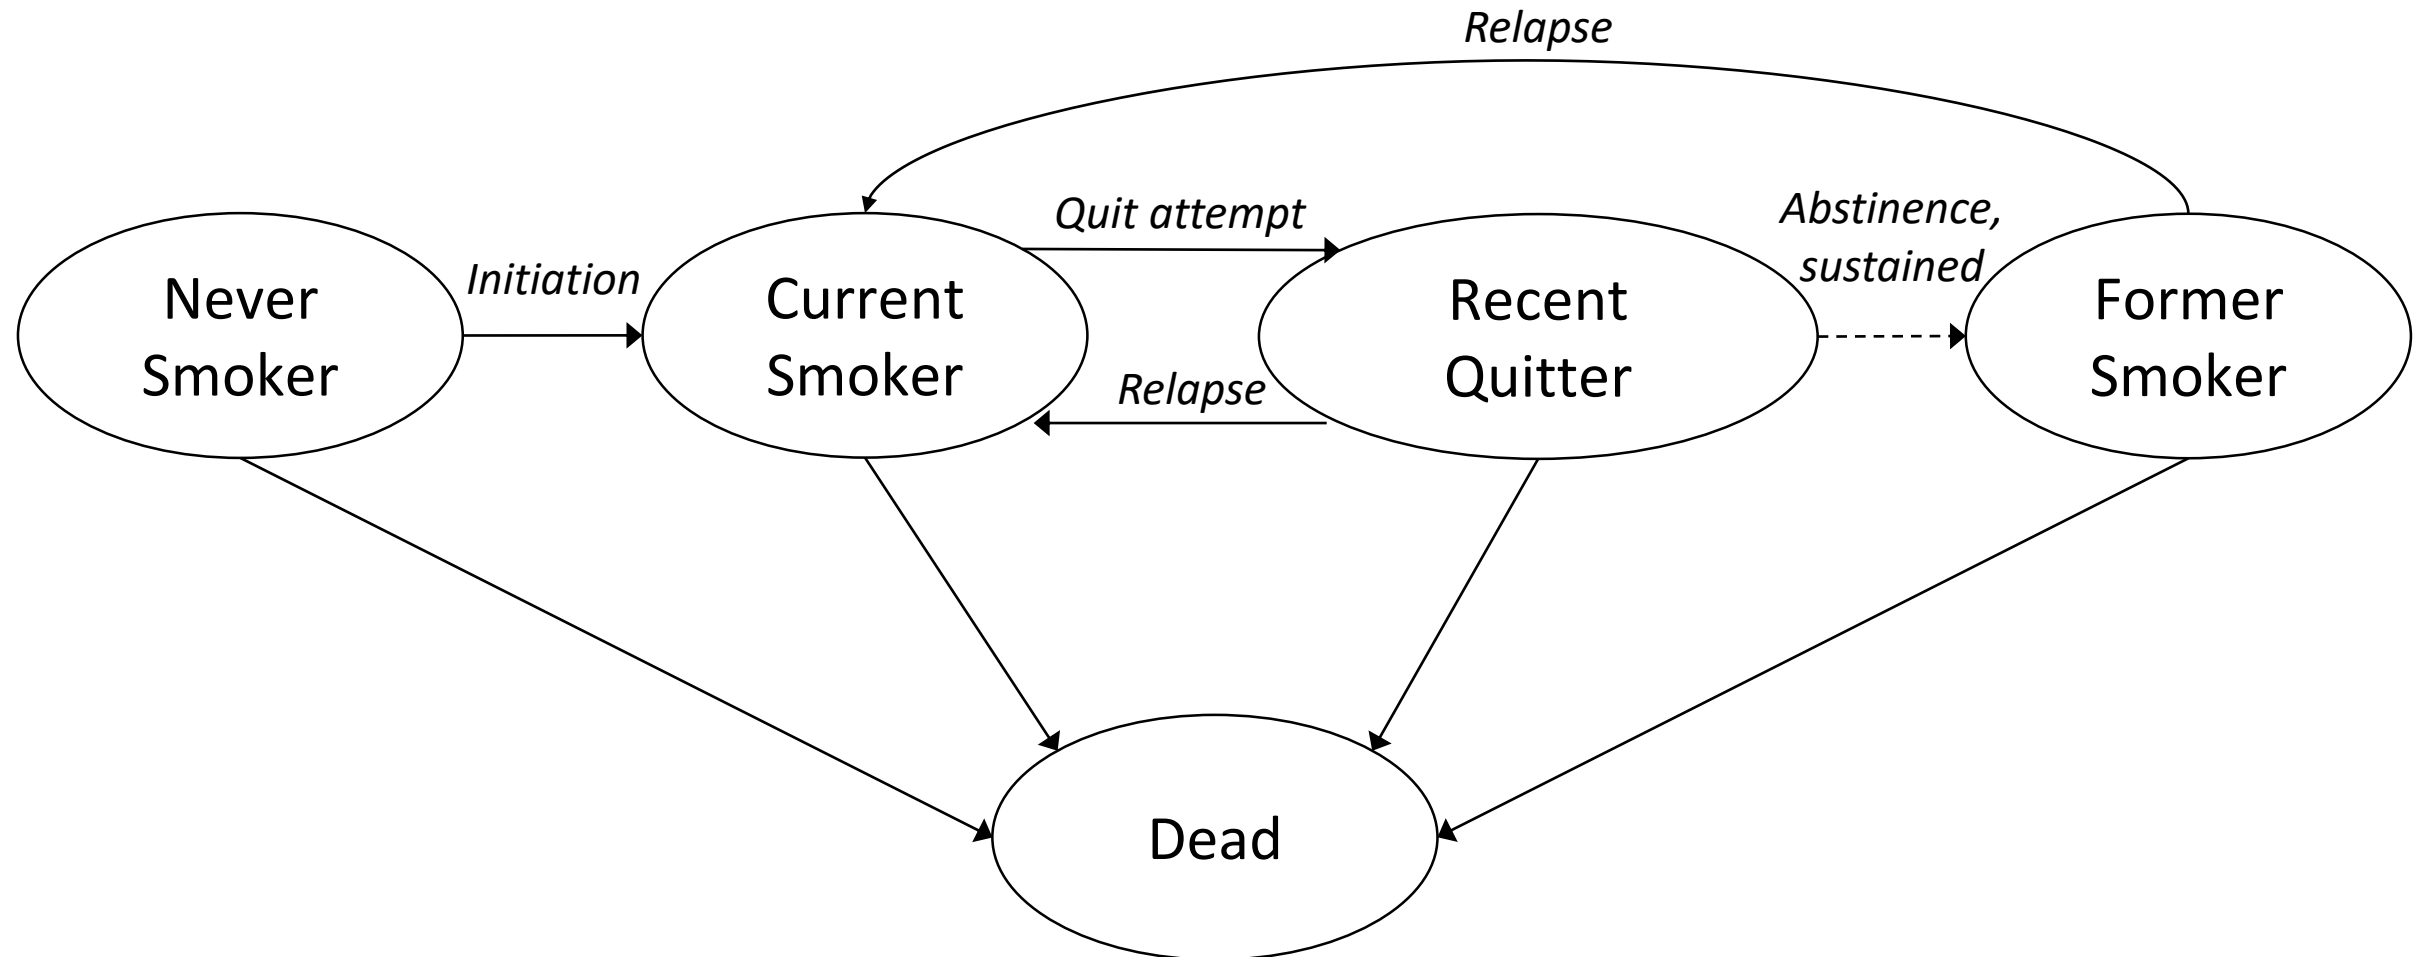 Relapse
Never
Smoker
Initiation
Current
Smoker
Quit attempt
Relapse
Recent
Quitter
Abstinence,
sustained
Former
Smoker
Dead